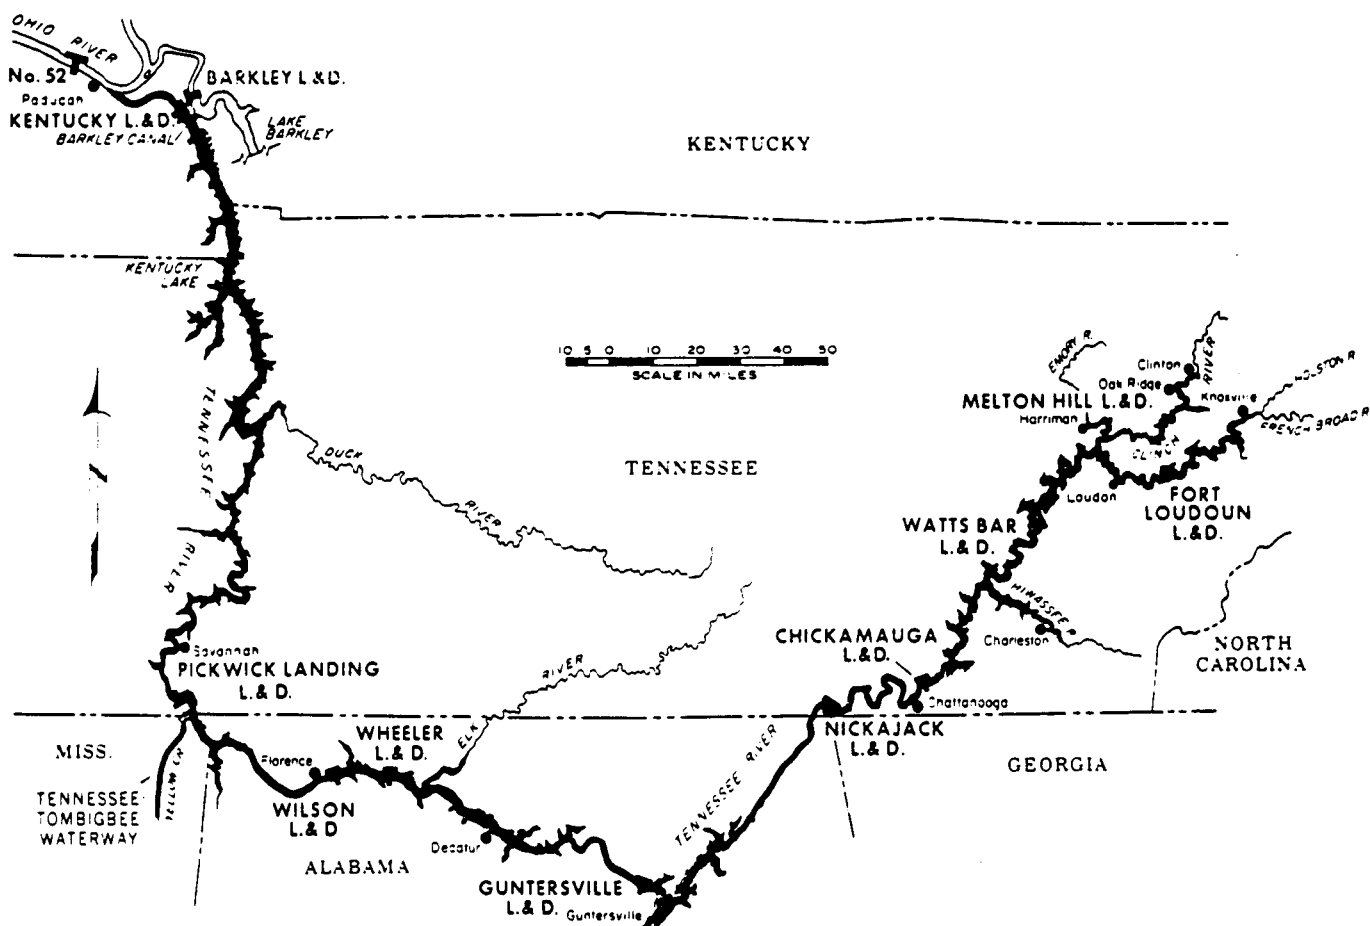 OHIO RIVER
No. 52
Paducah
BARKLEY L.&D.
KENTUCKY L.&D.
BARKLEY CANAL
LAKE
BARKLEY
KENTUCKY
KENTUCKY
LAKE
10 5 0 10 20 30 40 50
SCALE IN MILES
EMORY R.
Clinton
RIVER
Oak Ridge
HOLSTON R.
MELTON HILL L.&D.
Knoxville
Harriman
FRENCH BROAD R.
CLINCH
TENNESSEE
RIVER
DUCK
RIVER
TENNESSEE
Loudon
FORT
LOUDOUN
L.&D.
WATTS BAR
L.&D.
HIWASSEE R.
Charleston
NORTH
CAROLINA
CHICKAMAUGA
L.&D.
Savannah
PICKWICK LANDING
L.&D.
ELK
RIVER
Chattanooga
NICKAJACK
L.&D.
GEORGIA
MISS.
WHEELER
L.&D.
Florence
TENNESSEE RIVER
TENNESSEE
TOMBIGBEE
WATERWAY
YELLOW CR.
WILSON
L.&D
Decatur
ALABAMA
GUNTERSVILLE
L.&D.
Guntersville